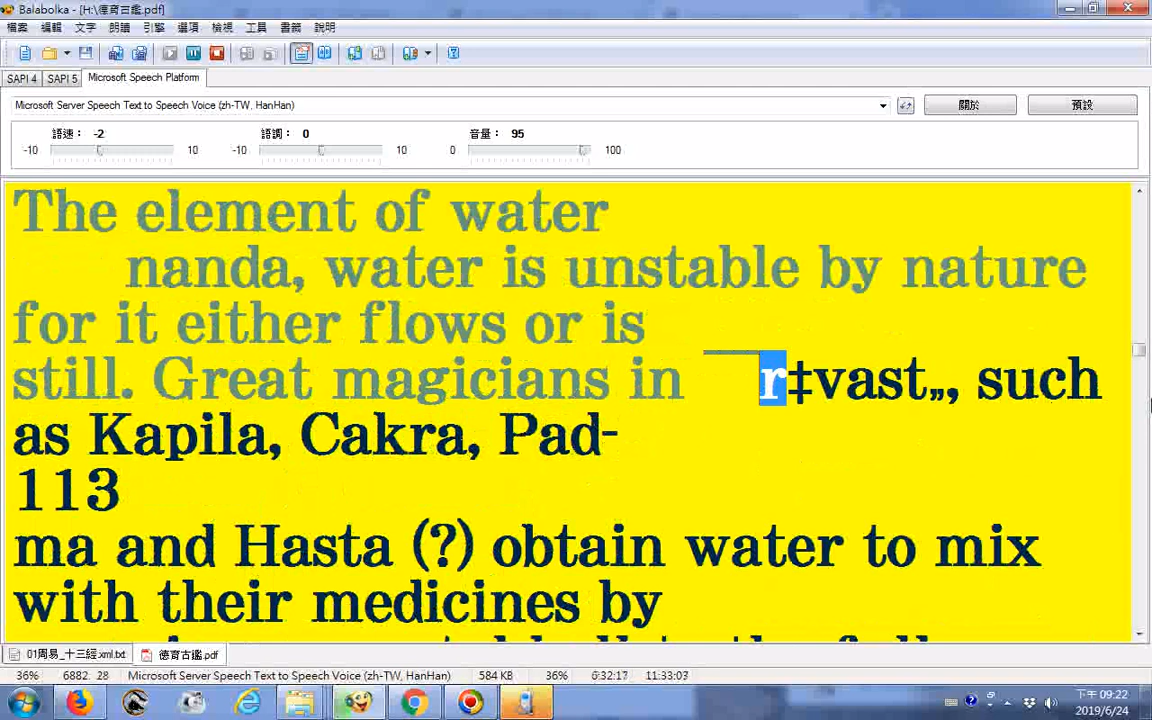 Balabolka - [H:\德育古鑑.pdf]
檔案 編輯 文字 朗讀 引擎 選項 檢視 工具 書籤 說明
SAPI 4 SAPI 5 Microsoft Speech Platform
Microsoft Server Speech Text to Speech Voice (zh-TW, HanHan)
關於 預設
語速： -2 語調： 0 音量： 95
-10 10 -10 10 0 100
The element of water
nanda, water is unstable by nature
for it either flows or is
still. Great magicians in ¯r‡vast„, such
as Kapila, Cakra, Pad-
113
ma and Hasta (?) obtain water to mix
with their medicines by
01周易_十三經.xml.txt 德育古鑑.pdf
36% 6882: 28 Microsoft Server Speech Text to Speech Voice (zh-TW, HanHan) 584 KB 36% 6:32:17 11:33:03
下午 09:22
2019/6/24